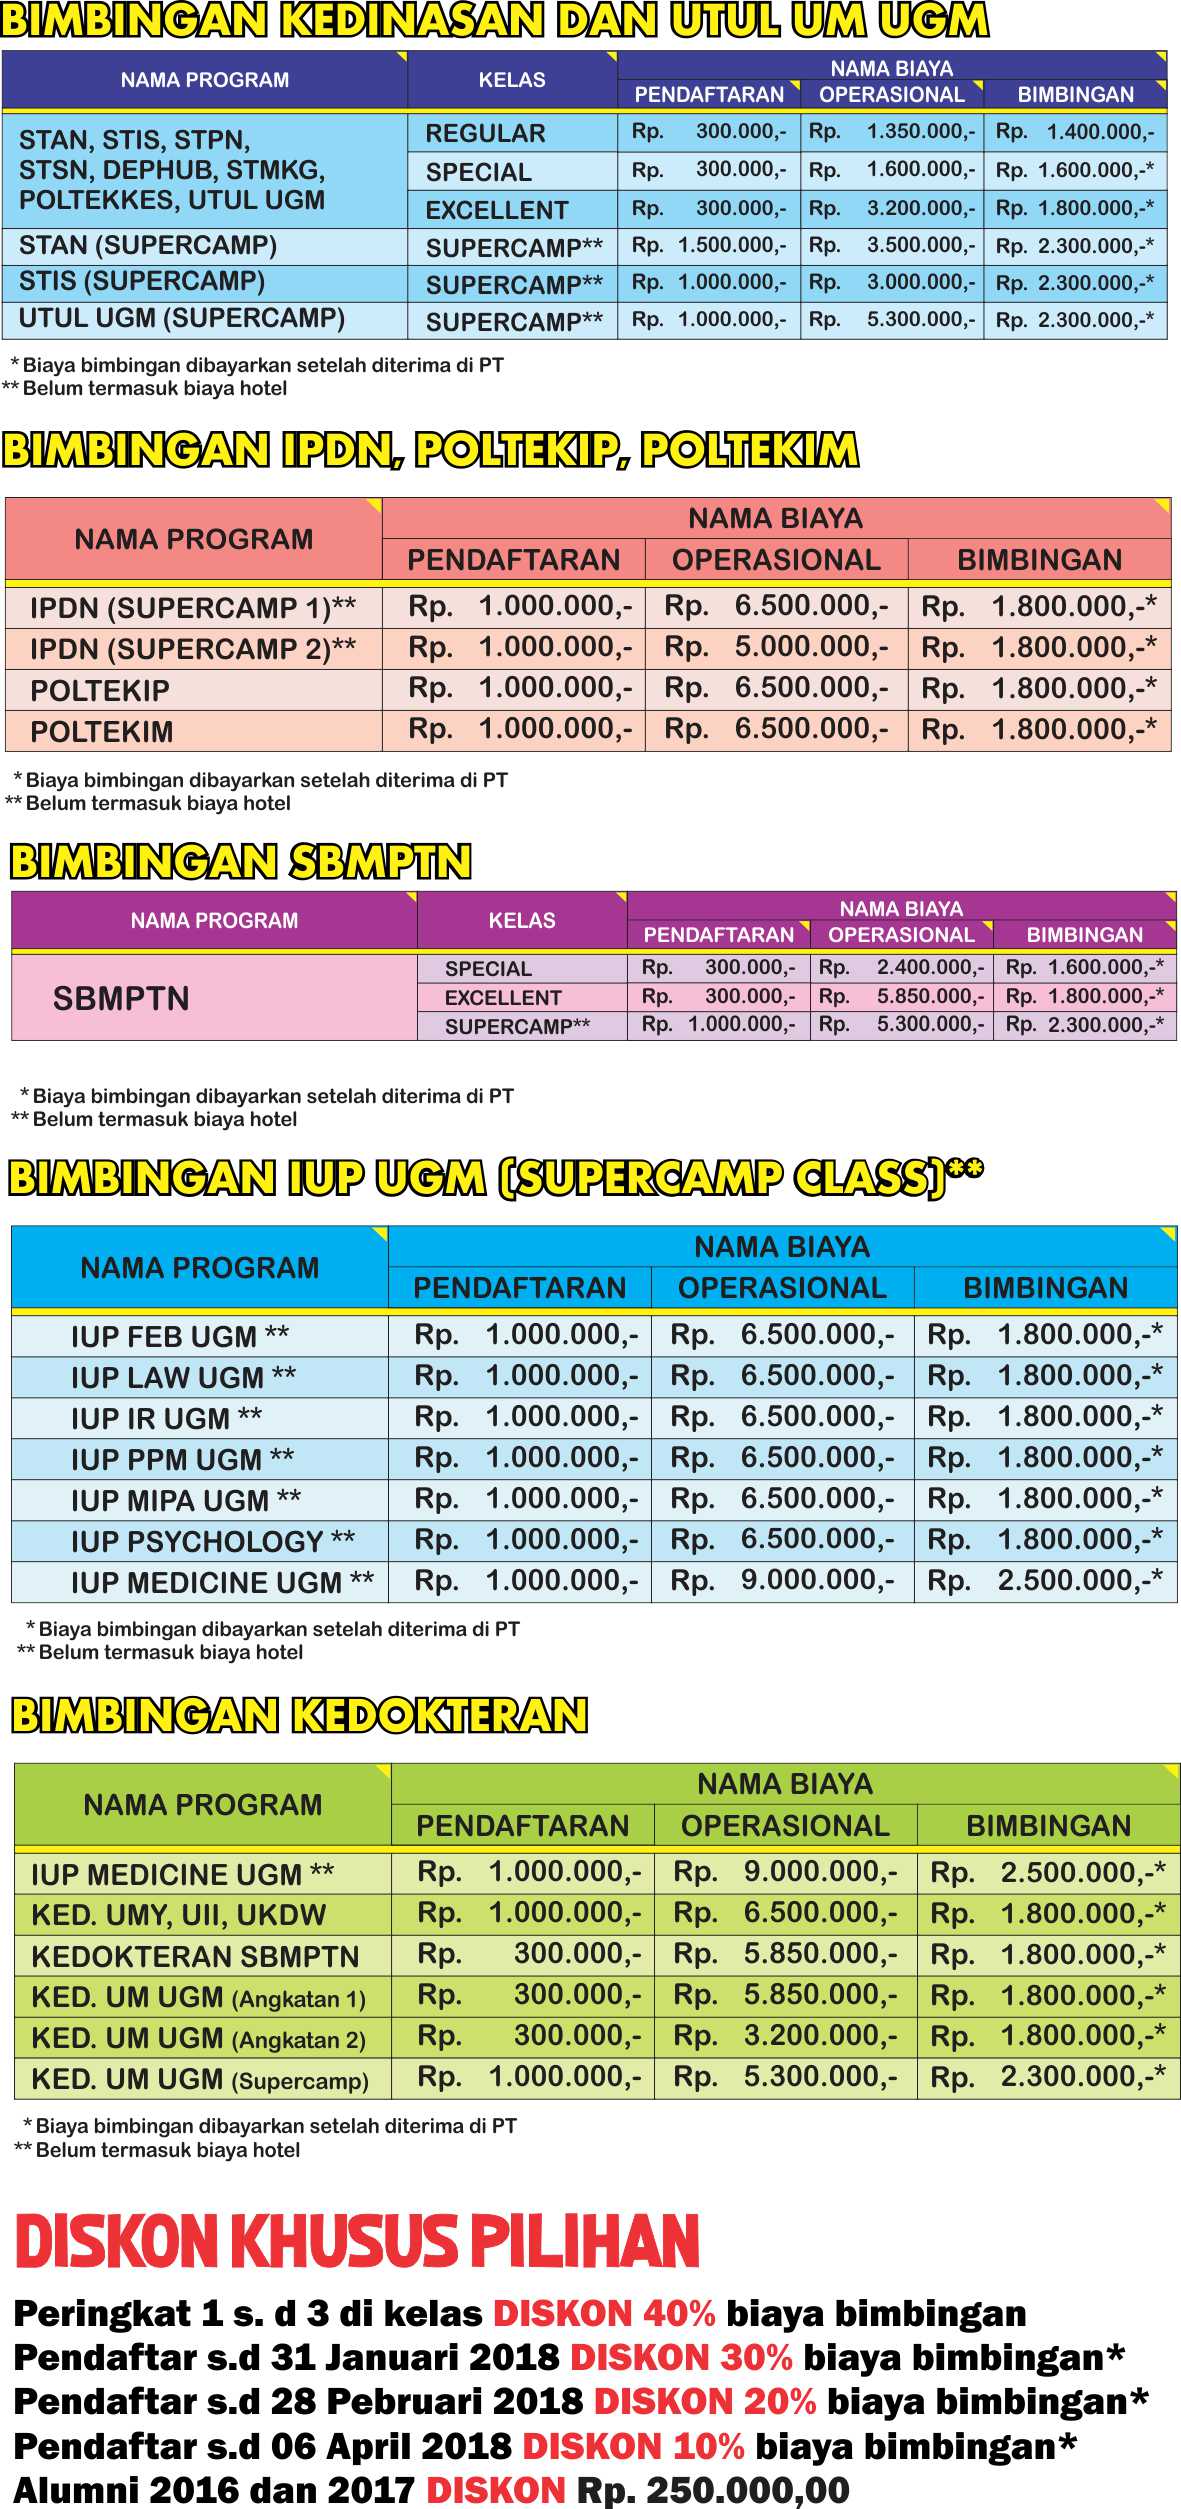 BIMBINGAN KEDINASAN DAN UTUL UM UGM
NAMA PROGRAM KELAS NAMA BIAYA
PENDAFTARAN OPERASIONAL BIMBINGAN
STAN, STIS, STPN,
STSN, DEPHUB, STMKG,
POLTEKKES, UTUL UGM
REGULAR Rp. 300.000,- Rp. 1.350.000,- Rp. 1.400.000,-
SPECIAL Rp. 300.000,- Rp. 1.600.000,- Rp. 1.600.000,-*
EXCELLENT Rp. 300.000,- Rp. 3.200.000,- Rp. 1.800.000,-*
STAN (SUPERCAMP) SUPERCAMP** Rp. 1.500.000,- Rp. 3.500.000,- Rp. 2.300.000,-*
STIS (SUPERCAMP) SUPERCAMP** Rp. 1.000.000,- Rp. 3.000.000,- Rp. 2.300.000,-*
UTUL UGM (SUPERCAMP) SUPERCAMP** Rp. 1.000.000,- Rp. 5.300.000,- Rp. 2.300.000,-*
* Biaya bimbingan dibayarkan setelah diterima di PT
** Belum termasuk biaya hotel
BIMBINGAN IPDN, POLTEKIP, POLTEKIM
NAMA PROGRAM NAMA BIAYA
PENDAFTARAN OPERASIONAL BIMBINGAN
IPDN (SUPERCAMP 1)** Rp. 1.000.000,- Rp. 6.500.000,- Rp. 1.800.000,-*
IPDN (SUPERCAMP 2)** Rp. 1.000.000,- Rp. 5.000.000,- Rp. 1.800.000,-*
POLTEKIP Rp. 1.000.000,- Rp. 6.500.000,- Rp. 1.800.000,-*
POLTEKIM Rp. 1.000.000,- Rp. 6.500.000,- Rp. 1.800.000,-*
* Biaya bimbingan dibayarkan setelah diterima di PT
** Belum termasuk biaya hotel
BIMBINGAN SBMPTN
NAMA PROGRAM KELAS NAMA BIAYA
PENDAFTARAN OPERASIONAL BIMBINGAN
SBMPTN
SPECIAL Rp. 300.000,- Rp. 2.400.000,- Rp. 1.600.000,-*
EXCELLENT Rp. 300.000,- Rp. 5.850.000,- Rp. 1.800.000,-*
SUPERCAMP** Rp. 1.000.000,- Rp. 5.300.000,- Rp. 2.300.000,-*
* Biaya bimbingan dibayarkan setelah diterima di PT
** Belum termasuk biaya hotel
BIMBINGAN IUP UGM (SUPERCAMP CLASS)**
NAMA PROGRAM NAMA BIAYA
PENDAFTARAN OPERASIONAL BIMBINGAN
IUP FEB UGM ** Rp. 1.000.000,- Rp. 6.500.000,- Rp. 1.800.000,-*
IUP LAW UGM ** Rp. 1.000.000,- Rp. 6.500.000,- Rp. 1.800.000,-*
IUP IR UGM ** Rp. 1.000.000,- Rp. 6.500.000,- Rp. 1.800.000,-*
IUP PPM UGM ** Rp. 1.000.000,- Rp. 6.500.000,- Rp. 1.800.000,-*
IUP MIPA UGM ** Rp. 1.000.000,- Rp. 6.500.000,- Rp. 1.800.000,-*
IUP PSYCHOLOGY ** Rp. 1.000.000,- Rp. 6.500.000,- Rp. 1.800.000,-*
IUP MEDICINE UGM ** Rp. 1.000.000,- Rp. 9.000.000,- Rp. 2.500.000,-*
* Biaya bimbingan dibayarkan setelah diterima di PT
** Belum termasuk biaya hotel
BIMBINGAN KEDOKTERAN
NAMA PROGRAM NAMA BIAYA
PENDAFTARAN OPERASIONAL BIMBINGAN
IUP MEDICINE UGM ** Rp. 1.000.000,- Rp. 9.000.000,- Rp. 2.500.000,-*
KED. UMY, UII, UKDW Rp. 1.000.000,- Rp. 6.500.000,- Rp. 1.800.000,-*
KEDOKTERAN SBMPTN Rp. 300.000,- Rp. 5.850.000,- Rp. 1.800.000,-*
KED. UM UGM (Angkatan 1) Rp. 300.000,- Rp. 5.850.000,- Rp. 1.800.000,-*
KED. UM UGM (Angkatan 2) Rp. 300.000,- Rp. 3.200.000,- Rp. 1.800.000,-*
KED. UM UGM (Supercamp) Rp. 1.000.000,- Rp. 5.300.000,- Rp. 2.300.000,-*
* Biaya bimbingan dibayarkan setelah diterima di PT
** Belum termasuk biaya hotel
DISKON KHUSUS PILIHAN
Peringkat 1 s. d 3 di kelas DISKON 40% biaya bimbingan
Pendaftar s.d 31 Januari 2018 DISKON 30% biaya bimbingan*
Pendaftar s.d 28 Pebruari 2018 DISKON 20% biaya bimbingan*
Pendaftar s.d 06 April 2018 DISKON 10% biaya bimbingan*
Alumni 2016 dan 2017 DISKON Rp. 250.000,00